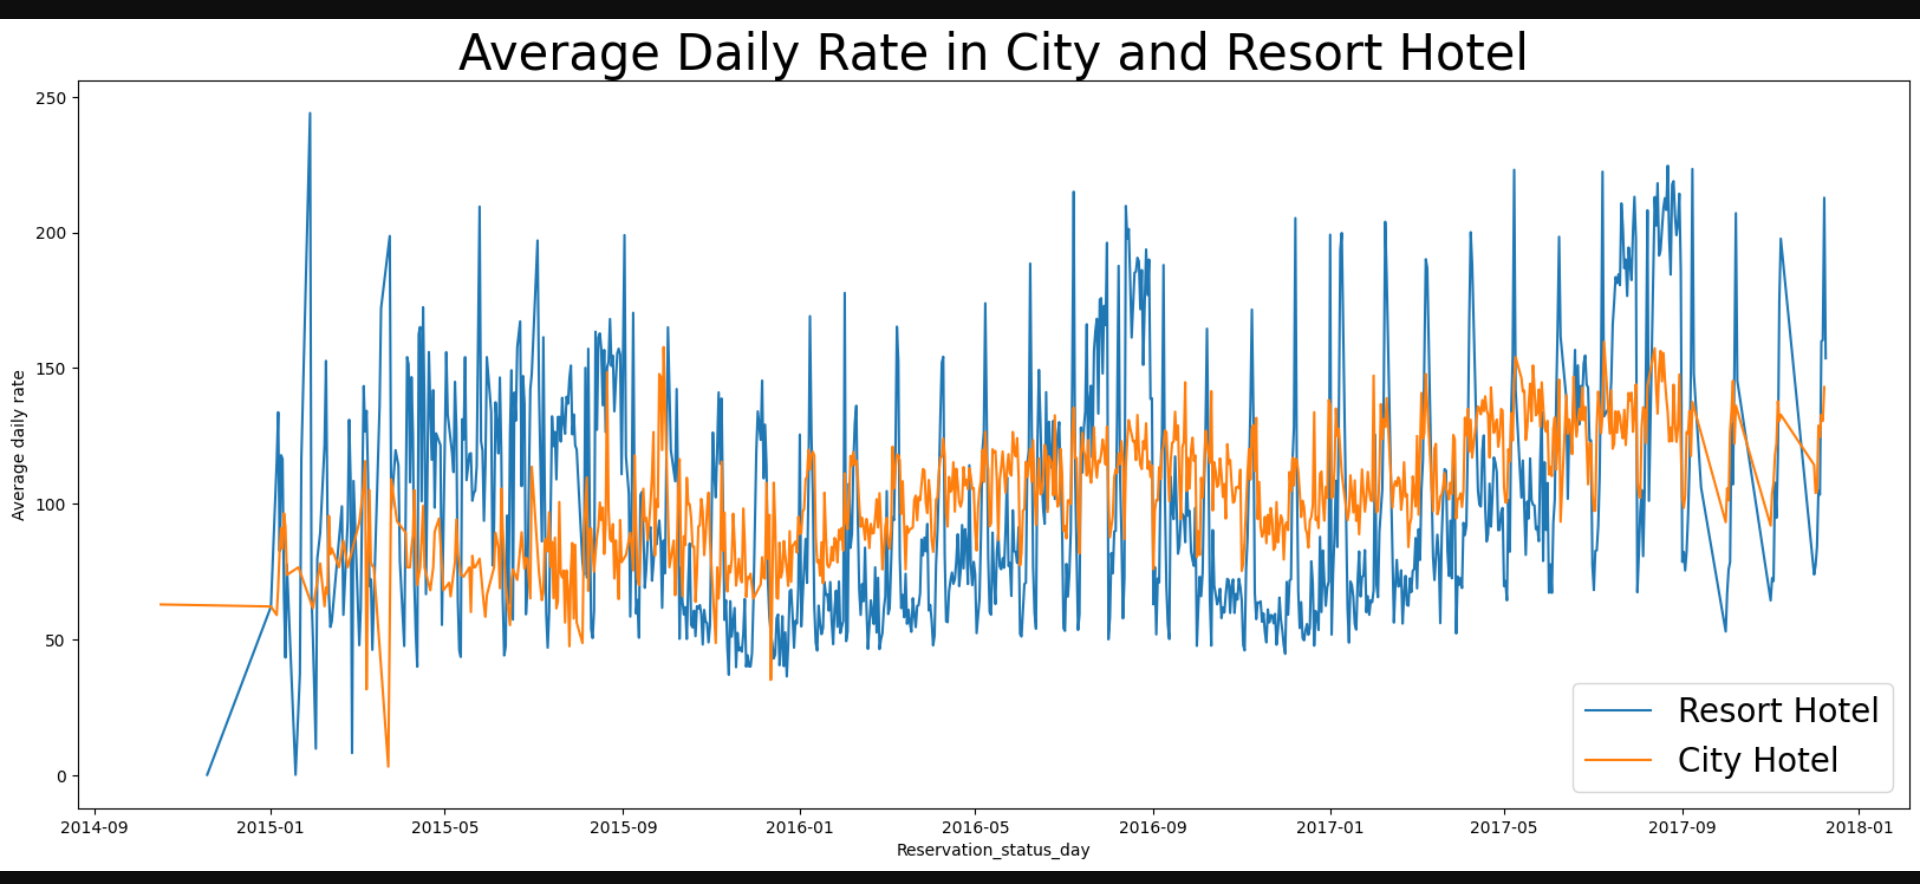 Average Daily Rate in City and Resort Hotel
250
200
150
100
50
0
Average daily rate
2014-09 2015-01 2015-05 2015-09 2016-01 2016-05 2016-09 2017-01 2017-05 2017-09 2018-01
Reservation_status_day
Resort Hotel
City Hotel